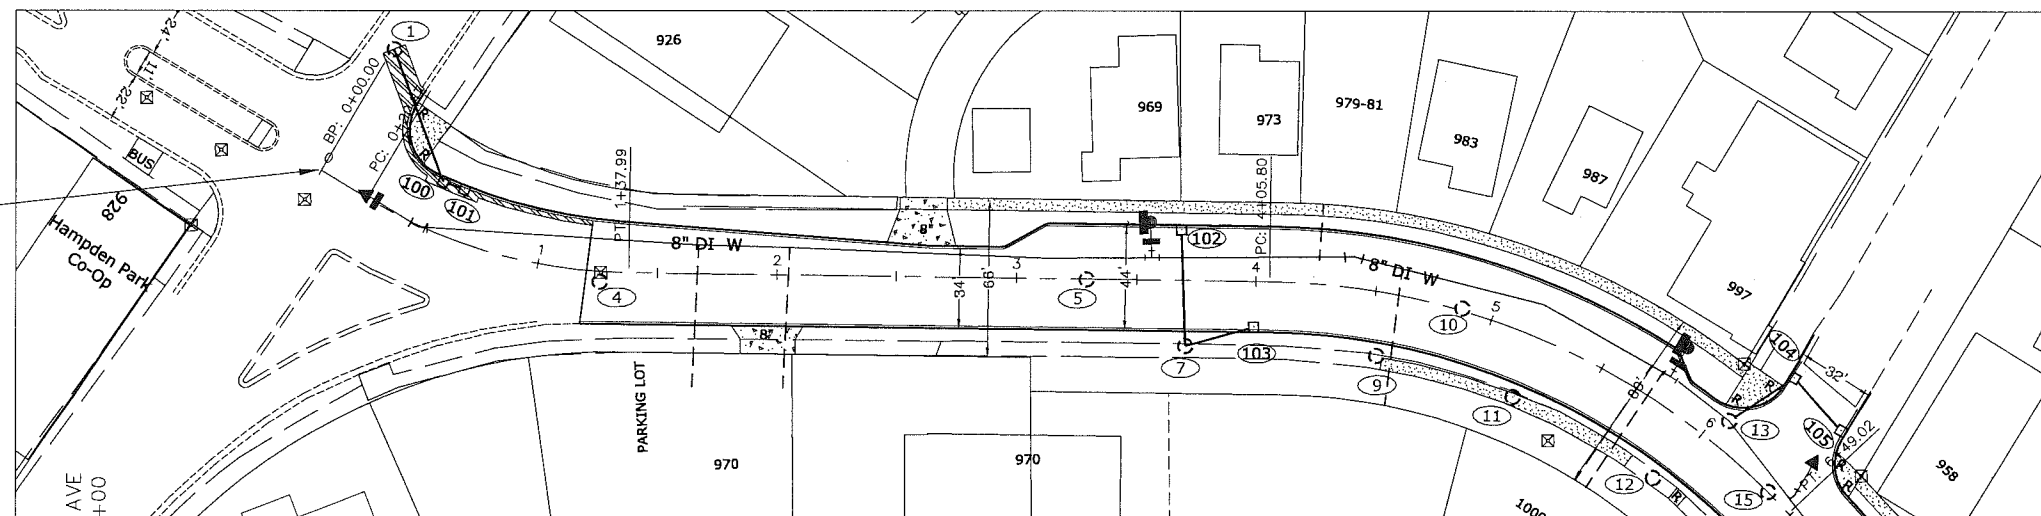 24'
11'
22'
1
BP: 0+00.00
PC: 0+
R
R
BUS
928
Hampden Park
Co-Op
100
101
926
PT: 1+37.99
8" DI W
8"
1
2
3
4
5
6
4
5
34'
66'
44'
969
973
979-81
983
987
997
102
PC: 4+05.80
8" DI W
8"
PARKING LOT
970
970
7
103
9
10
11
12
R
13
15
104
R
R
32'
105
49.02
PT:
R
R
958
1000
AVE
+00